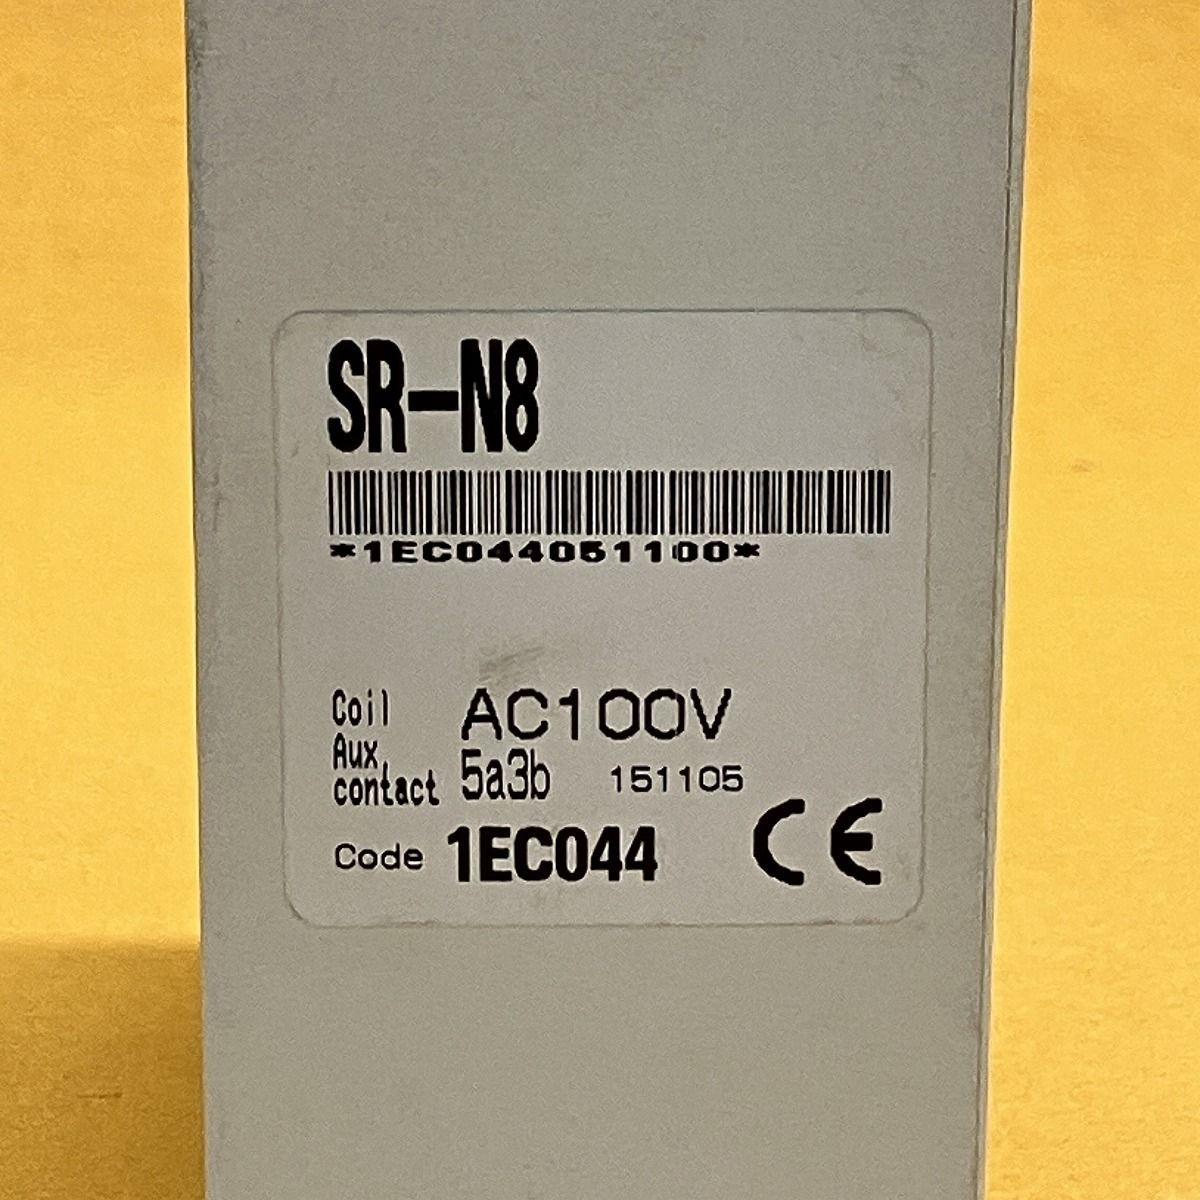 SR-N8
*1EC044051100*
Coil AC100V
Aux.
contact 5a3b 151105
Code 1EC044 CE